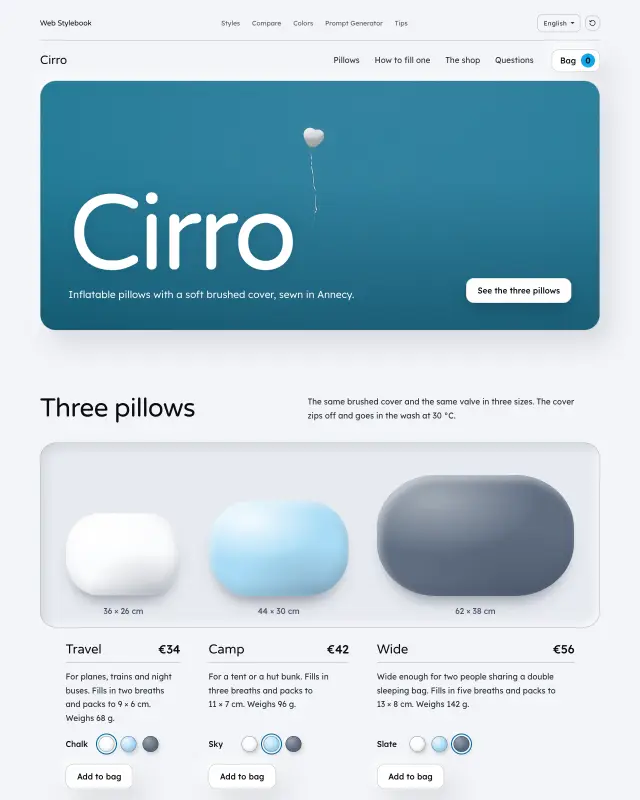 Web Stylebook
Styles Compare Colors Prompt Generator Tips
English
Cirro
Pillows How to fill one The shop Questions
Bag 0
Cirro
Inflatable pillows with a soft brushed cover, sewn in Annecy.
See the three pillows
Three pillows
The same brushed cover and the same valve in three sizes. The cover
zips off and goes in the wash at 30 °C.
36 × 26 cm
44 × 30 cm
62 × 38 cm
Travel €34
For planes, trains and night
buses. Fills in two breaths
and packs to 9 × 6 cm.
Weighs 68 g.
Chalk
Add to bag
Camp €42
For a tent or a hut bunk. Fills in
three breaths and packs to
11 × 7 cm. Weighs 96 g.
Sky
Add to bag
Wide €56
Wide enough for two people sharing a double
sleeping bag. Fills in five breaths and packs to
13 × 8 cm. Weighs 142 g.
Slate
Add to bag